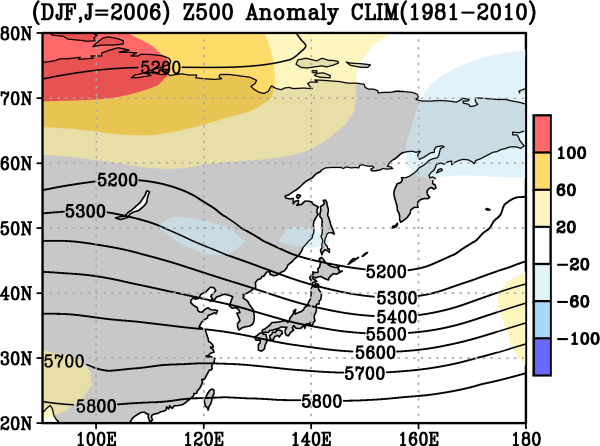 (DJF,J=2006) Z500 Anomaly CLIM(1981−2010)
80N
5200
70N
100
60N
5200
60
5300
20
50N
5200
−20
40N
5300
−60
5400
5500
−100
5600
30N
5700
5700
5800
5800
20N
100E
120E
140E
160E
180